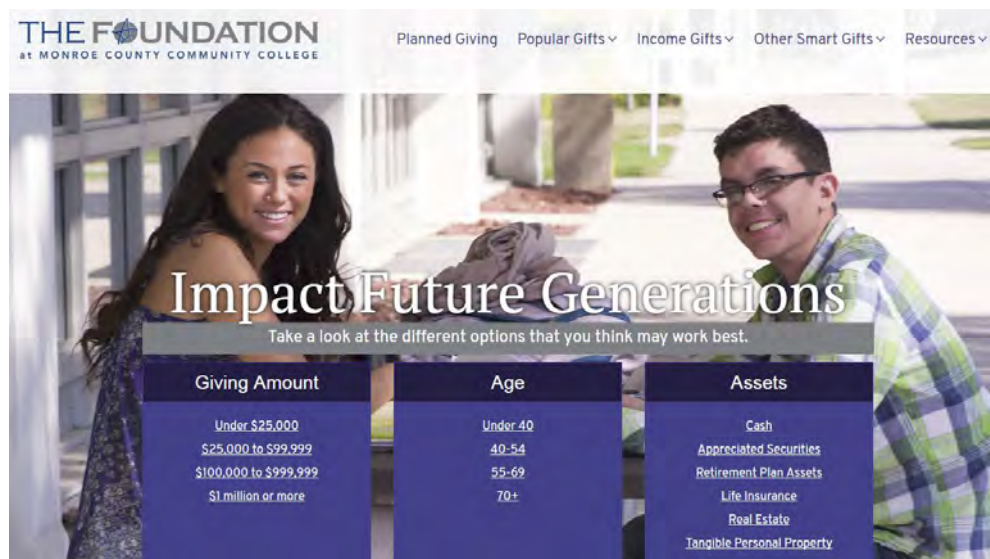 THE FOUNDATION
at MONROE COUNTY COMMUNITY COLLEGE
Planned Giving Popular Gifts Income Gifts Other Smart Gifts Resources
Impact Future Generations
Take a look at the different options that you think may work best.
Giving Amount
Under $25,000
$25,000 to $99,999
$100,000 to $999,999
$1 million or more
Age
Under 40
40-54
55-69
70+
Assets
Cash
Appreciated Securities
Retirement Plan Assets
Life Insurance
Real Estate
Tangible Personal Property